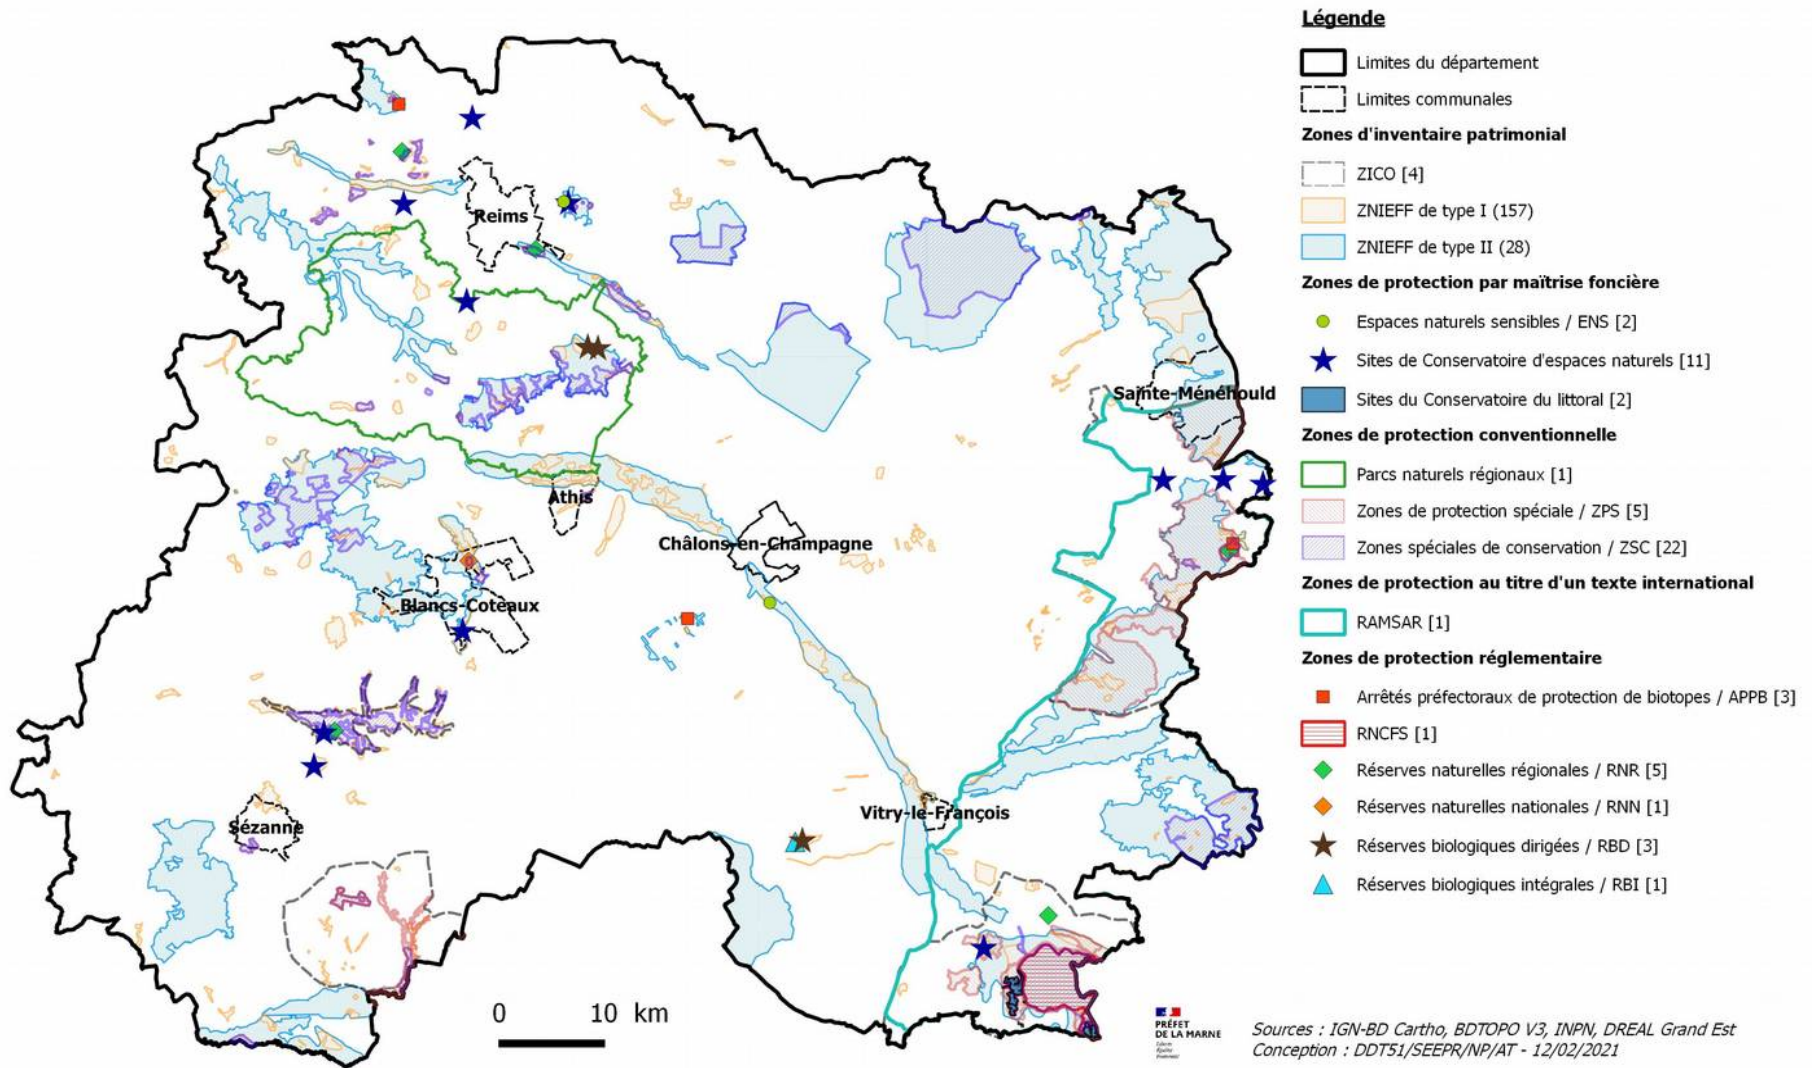 Légende
Limites du département
Limites communales
Zones d'inventaire patrimonial
ZICO [4]
ZNIEFF de type I (157)
ZNIEFF de type II (28)
Zones de protection par maïtrise foncière
Espaces naturels sensibles / ENS [2]
Sites de Conservatoire d'espaces naturels [11]
Sites du Conservatoire du littoral [2]
Zones de protection conventionnelle
Parcs naturels régionaux [1]
Zones de protection spéciale / ZPS [5]
Zones spéciales de conservation / ZSC [22]
Zones de protection au titre d'un texte international
RAMSAR [1]
Zones de protection réglementaire
Arrêtés préfectoraux de protection de biotopes / APPB [3]
RNCFS [1]
Réserves naturelles régionales / RNR [5]
Réserves naturelles nationales / RNN [1]
Réserves biologiques dirigées / RBD [3]
Réserves biologiques intégrales / RBI [1]
Reims
Sainte-Ménéhould
Athis
Châlons-en-Champagne
Blancs-Coteaux
Vitry-le-François
Sézanne
0 10 km
PRÉFET
DE LA MARNE
Liberté
Égalité
Fraternité
Sources : IGN-BD Cartho, BDTOPO V3, INPN, DREAL Grand Est
Conception : DDT51/SEEPR/NP/AT - 12/02/2021